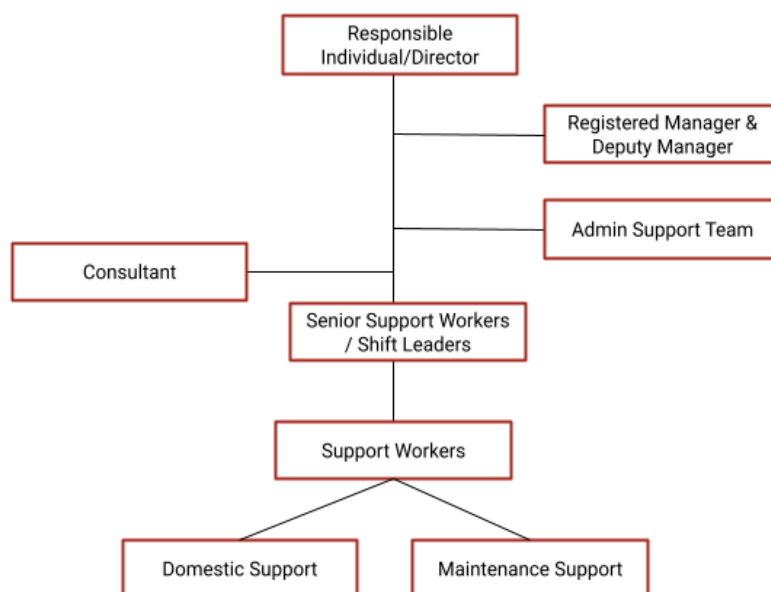 Responsible
Individual/Director
Registered Manager &
Deputy Manager
Admin Support Team
Consultant
Senior Support Workers
/ Shift Leaders
Support Workers
Domestic Support
Maintenance Support